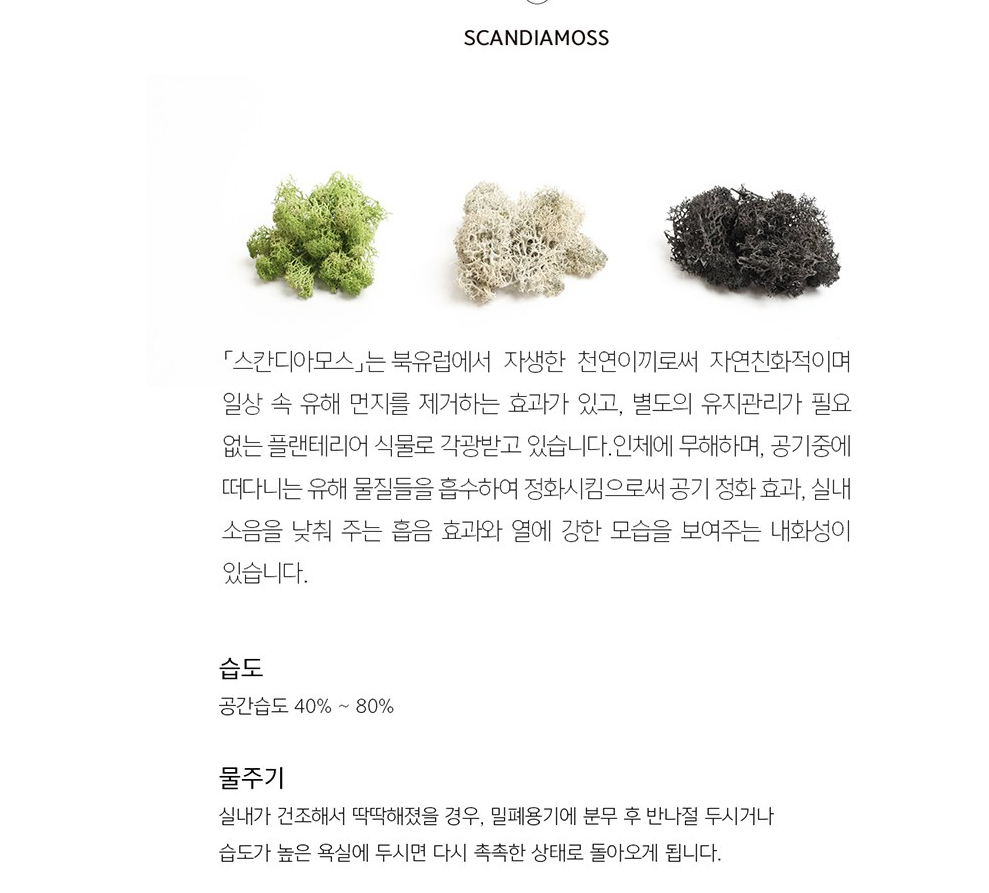 SCANDIAMOSS
「스칸디아모스」는 북유럽에서 자생한 천연이끼로써 자연친화적이며
일상 속 유해 먼지를 제거하는 효과가 있고, 별도의 유지관리가 필요
없는 플랜테리어 식물로 각광받고 있습니다.인체에 무해하며, 공기중에
떠다니는 유해 물질들을 흡수하여 정화시킴으로써 공기 정화 효과, 실내
소음을 낮춰 주는 흡음 효과와 열에 강한 모습을 보여주는 내화성이
있습니다.
습도
공간습도 40% ~ 80%
물주기
실내가 건조해서 딱딱해졌을 경우, 밀폐용기에 분무 후 반나절 두시거나
습도가 높은 욕실에 두시면 다시 촉촉한 상태로 돌아오게 됩니다.